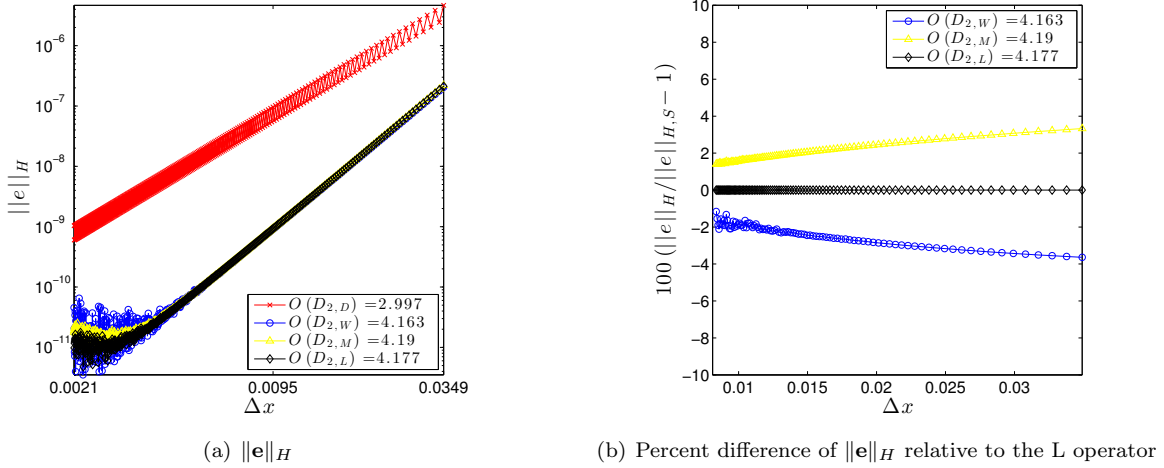 10⁻⁶
10⁻⁷
10⁻⁸
10⁻⁹
10⁻¹⁰
10⁻¹¹
||e||_H
O (D_{2,D}) =2.997
O (D_{2,W}) =4.163
O (D_{2,M}) =4.19
O (D_{2,L}) =4.177
0.0021 0.0095 0.0349
Δx
(a) ‖e‖_H
10
8
6
4
2
0
−2
−4
−6
−8
−10
100 (||e||_H/||e||_{H,S} − 1)
O (D_{2,W}) =4.163
O (D_{2,M}) =4.19
O (D_{2,L}) =4.177
0.01 0.015 0.02 0.025 0.03
Δx
(b) Percent difference of ‖e‖_H relative to the L operator